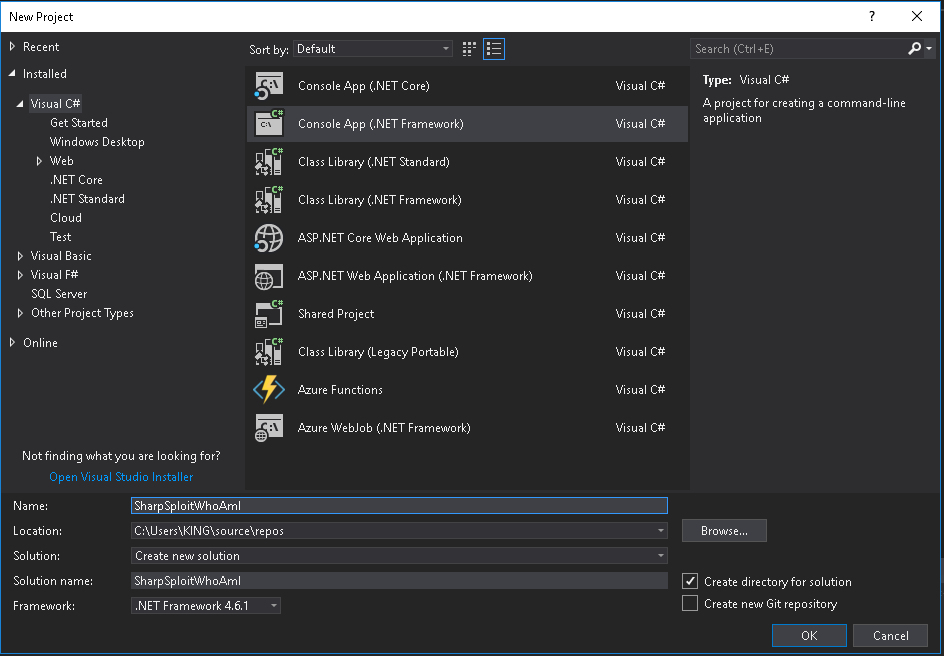 New Project
?
Recent
Installed
Visual C#
Get Started
Windows Desktop
Web
.NET Core
.NET Standard
Cloud
Test
Visual Basic
Visual F#
SQL Server
Other Project Types
Online
Not finding what you are looking for?
Open Visual Studio Installer
Sort by: Default
Console App (.NET Core) Visual C#
Console App (.NET Framework) Visual C#
Class Library (.NET Standard) Visual C#
Class Library (.NET Framework) Visual C#
ASP.NET Core Web Application Visual C#
ASP.NET Web Application (.NET Framework) Visual C#
Shared Project Visual C#
Class Library (Legacy Portable) Visual C#
Azure Functions Visual C#
Azure WebJob (.NET Framework) Visual C#
Search (Ctrl+E)
Type: Visual C#
A project for creating a command-line
application
Name: SharpSploitWhoAmI
Location: C:\Users\KING\source\repos
Browse...
Solution: Create new solution
Solution name: SharpSploitWhoAmI
Create directory for solution
Framework: .NET Framework 4.6.1
Create new Git repository
OK Cancel